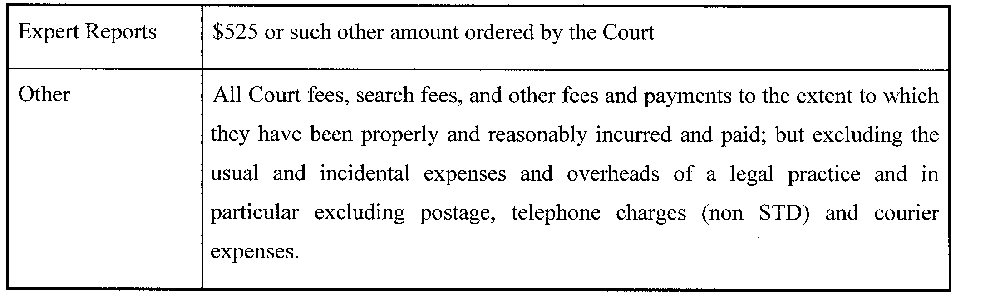 Expert Reports
$525 or such other amount ordered by the Court
Other
All Court fees, search fees, and other fees and payments to the extent to which
they have been properly and reasonably incurred and paid; but excluding the
usual and incidental expenses and overheads of a legal practice and in
particular excluding postage, telephone charges (non STD) and courier
expenses.